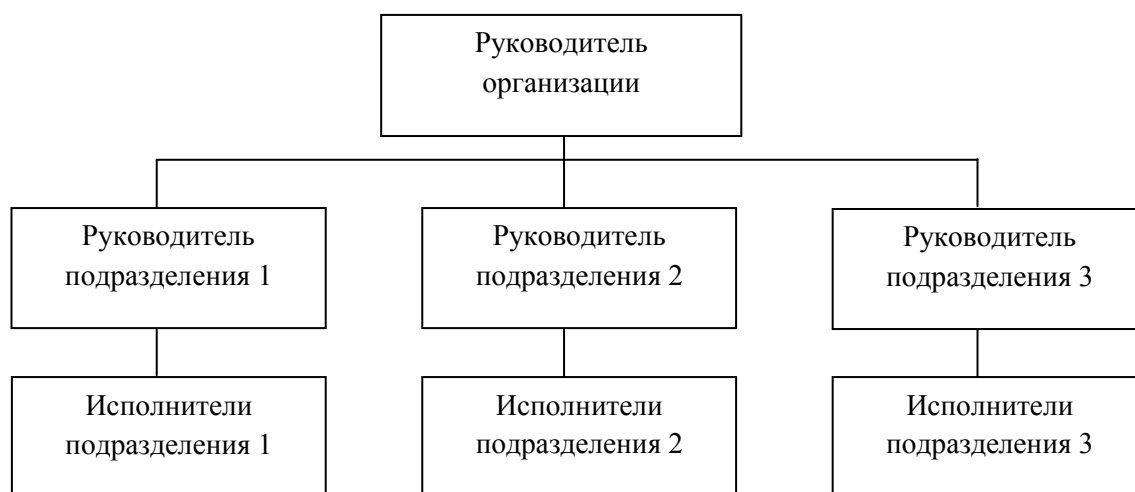 Руководитель
организации
Руководитель
подразделения 1
Руководитель
подразделения 2
Руководитель
подразделения 3
Исполнители
подразделения 1
Исполнители
подразделения 2
Исполнители
подразделения 3